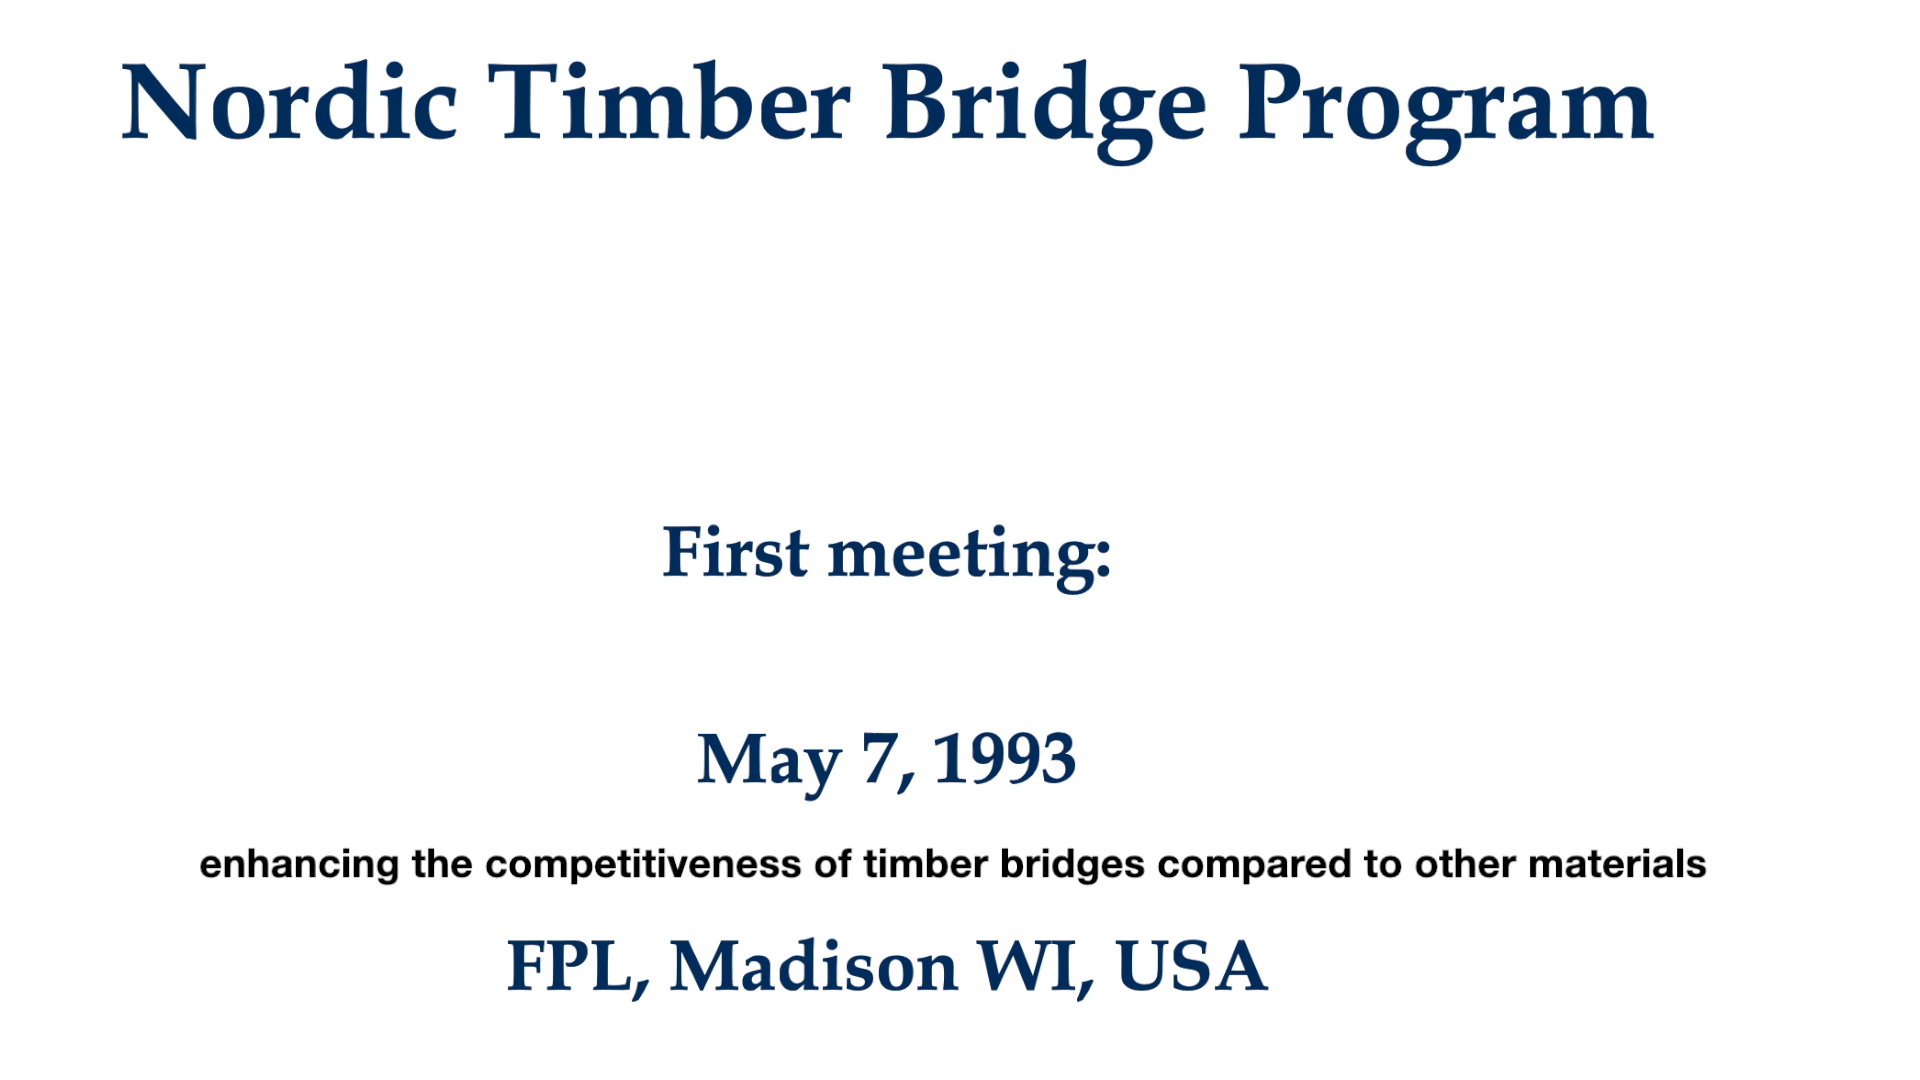 Nordic Timber Bridge Program
First meeting:
May 7, 1993
enhancing the competitiveness of timber bridges compared to other materials
FPL, Madison WI, USA